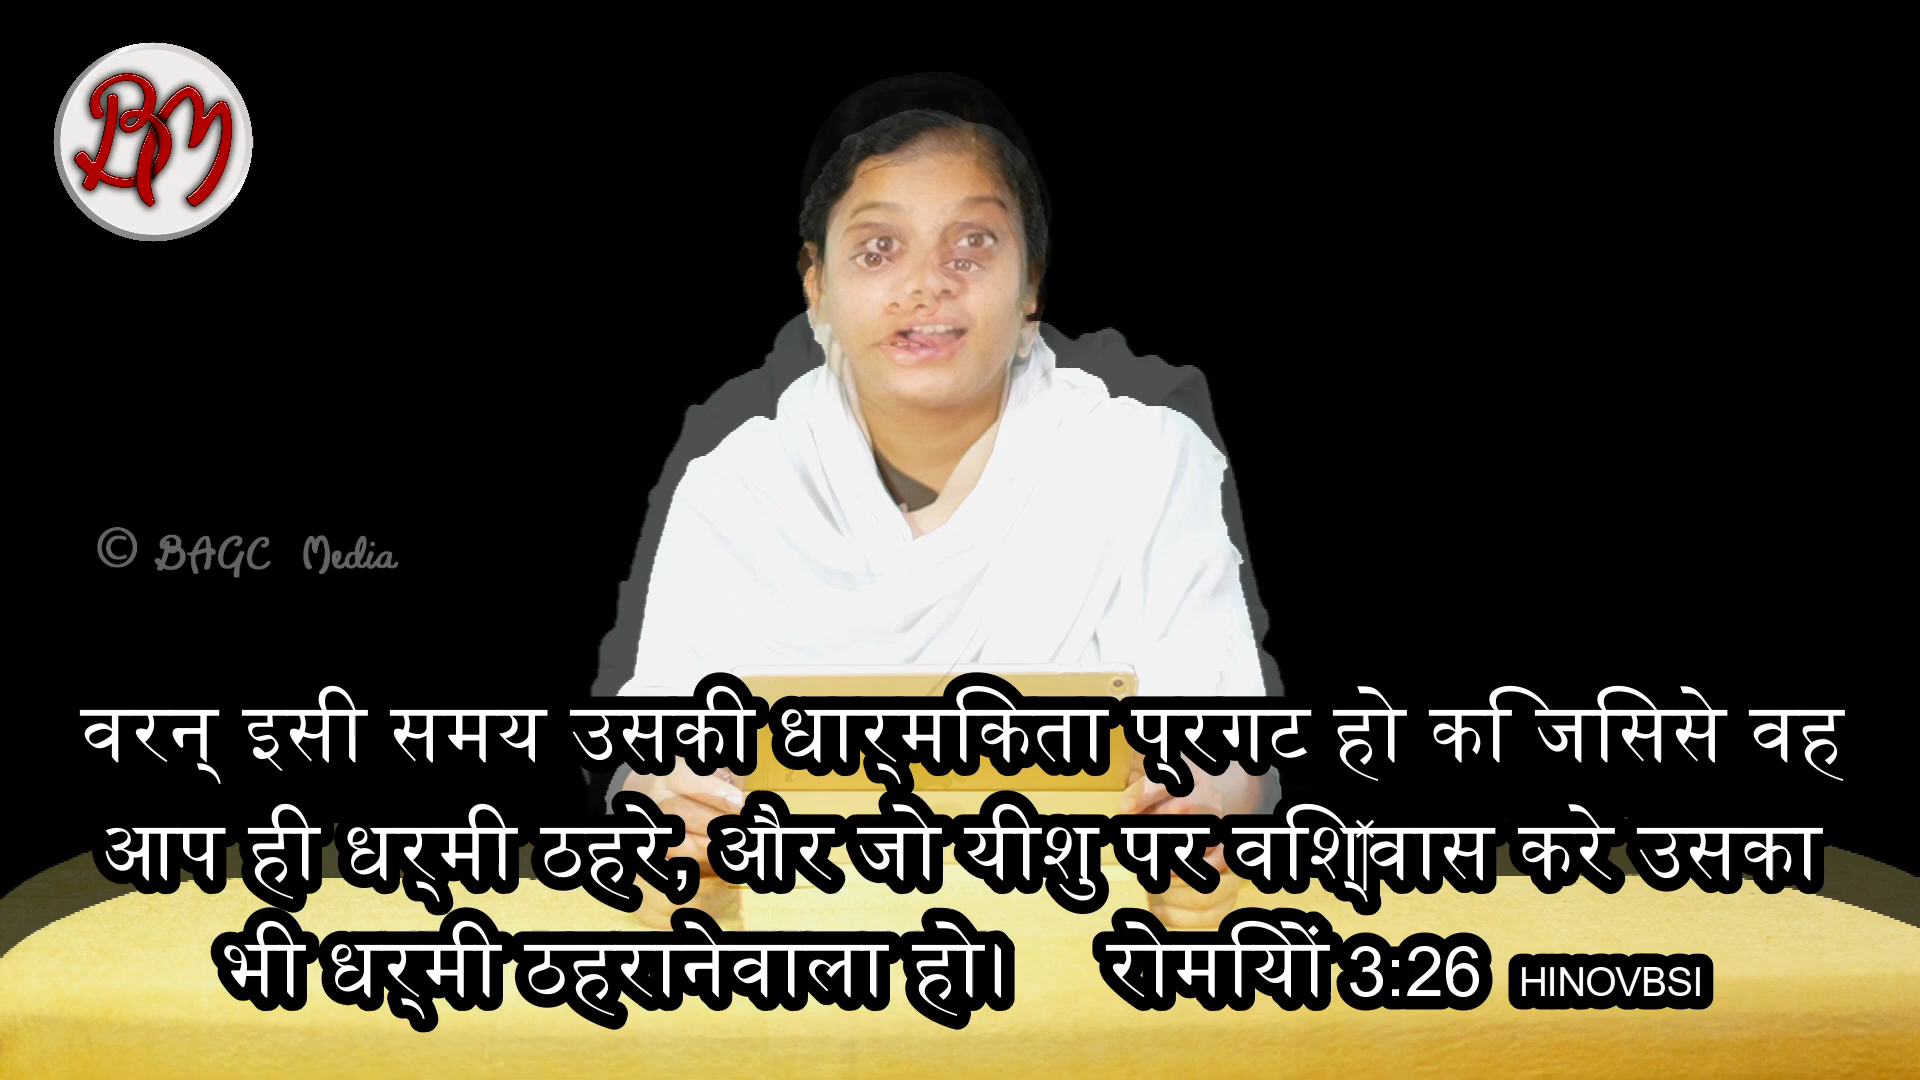 BM
© BAGC Media
वरन् इसी समय उसकी धार्मिकता प्रगट हो कि जिससे वह
आप ही धर्मी ठहरे, और जो यीशु पर विश्‍वास करे उसका
भी धर्मी ठहरानेवाला हो। रोमियों 3:26 HINOVBSI